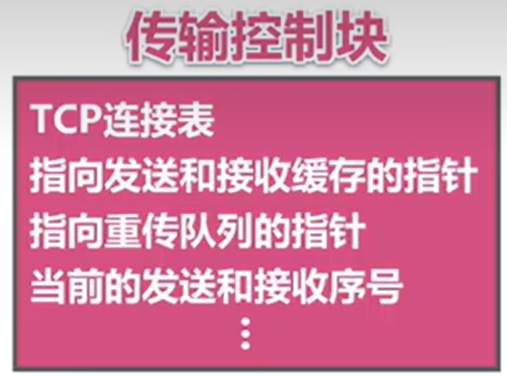 传输控制块
TCP连接表
指向发送和接收缓存的指针
指向重传队列的指针
当前的发送和接收序号
⋮